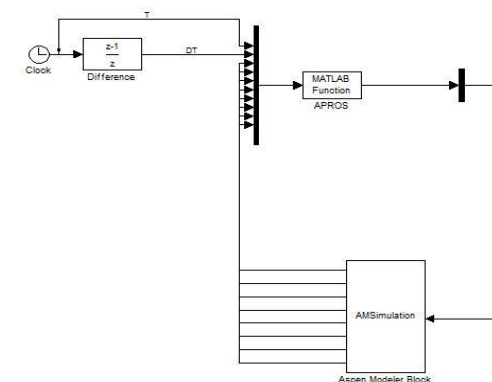 T
z-1
z
DT
Clock
Difference
MATLAB
Function
APROS
AMSimulation
Aspen Modeler Block